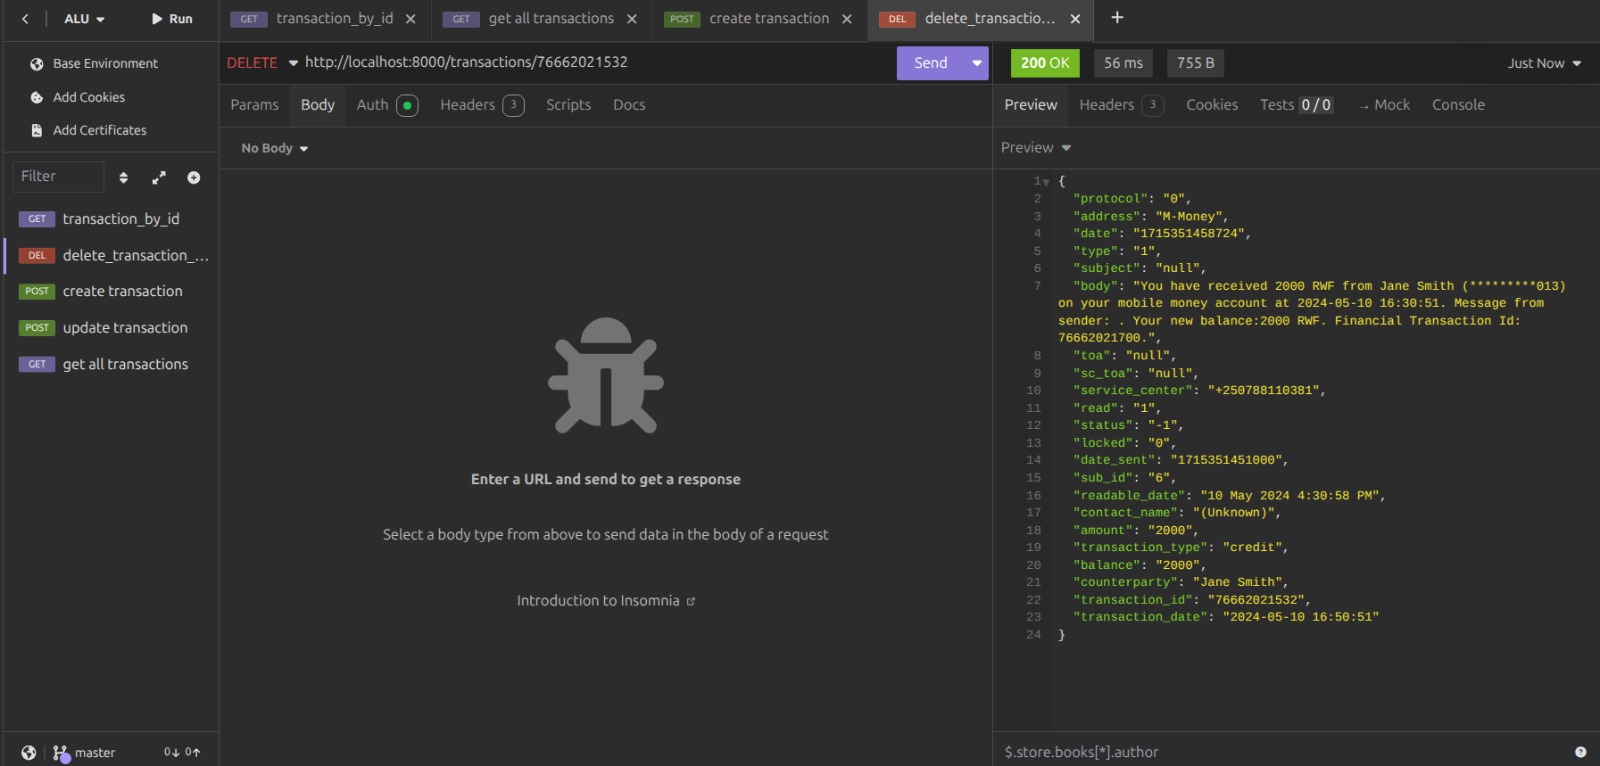 ALU
Run
GET transaction_by_id
GET get all transactions
POST create transaction
DEL delete_transactio...
Base Environment
Add Cookies
Add Certificates
Filter
GET transaction_by_id
DEL delete_transaction_...
POST create transaction
POST update transaction
GET get all transactions
master
0↓ 0↑
DELETE http://localhost:8000/transactions/76662021532
Send
Params Body Auth Headers 3 Scripts Docs
No Body
Enter a URL and send to get a response
Select a body type from above to send data in the body of a request
Introduction to Insomnia
200 OK 56 ms 755 B Just Now
Preview Headers 3 Cookies Tests 0 / 0 → Mock Console
Preview
1 {
2 "protocol": "0",
3 "address": "M-Money",
4 "date": "1715351458724",
5 "type": "1",
6 "subject": "null",
7 "body": "You have received 2000 RWF from Jane Smith (*********013)
on your mobile money account at 2024-05-10 16:30:51. Message from
sender: . Your new balance:2000 RWF. Financial Transaction Id:
76662021700.",
8 "toa": "null",
9 "sc_toa": "null",
10 "service_center": "+250788110381",
11 "read": "1",
12 "status": "-1",
13 "locked": "0",
14 "date_sent": "1715351451000",
15 "sub_id": "6",
16 "readable_date": "10 May 2024 4:30:58 PM",
17 "contact_name": "(Unknown)",
18 "amount": "2000",
19 "transaction_type": "credit",
20 "balance": "2000",
21 "counterparty": "Jane Smith",
22 "transaction_id": "76662021532",
23 "transaction_date": "2024-05-10 16:50:51"
24 }
$.store.books[*].author